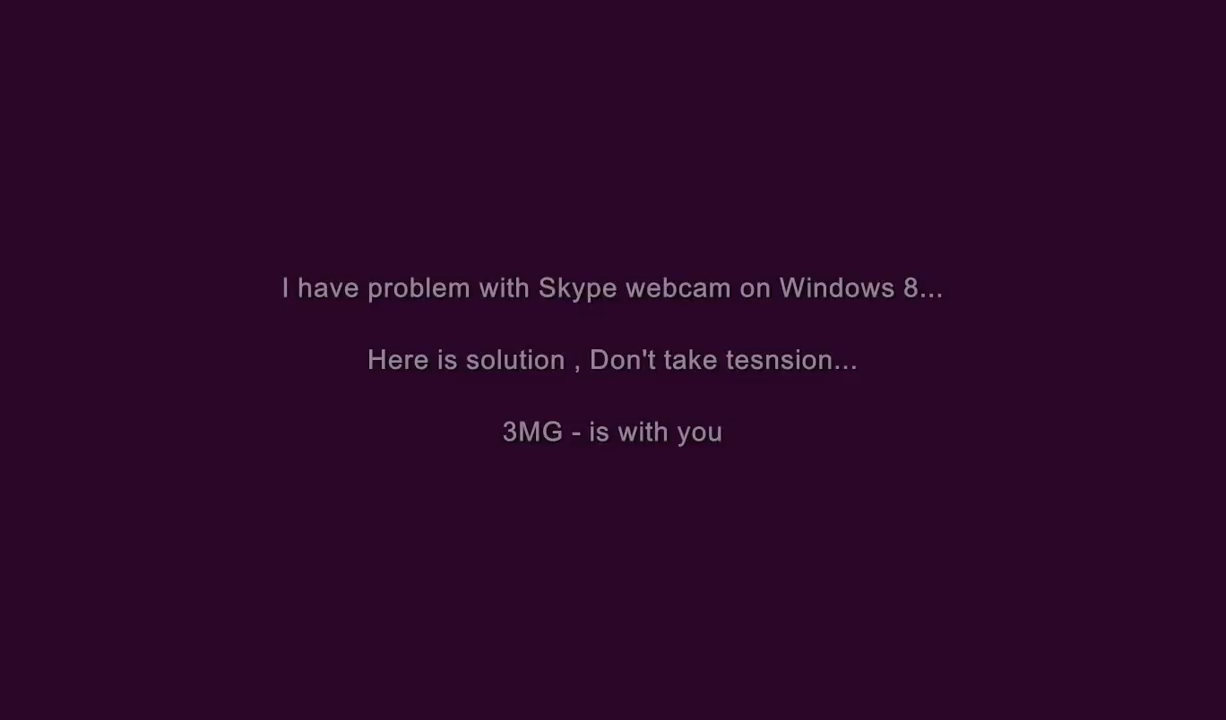 I have problem with Skype webcam on Windows 8...
Here is solution , Don't take tesnsion...
3MG - is with you